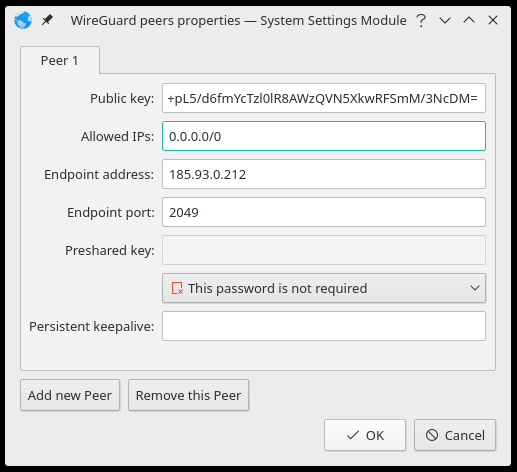 WireGuard peers properties — System Settings Module
Peer 1
Public key: +pL5/d6fmYcTzl0lR8AWzQVN5XkwRFSmM/3NcDM=
Allowed IPs: 0.0.0.0/0
Endpoint address: 185.93.0.212
Endpoint port: 2049
Preshared key:
This password is not required
Persistent keepalive:
Add new Peer Remove this Peer
OK Cancel